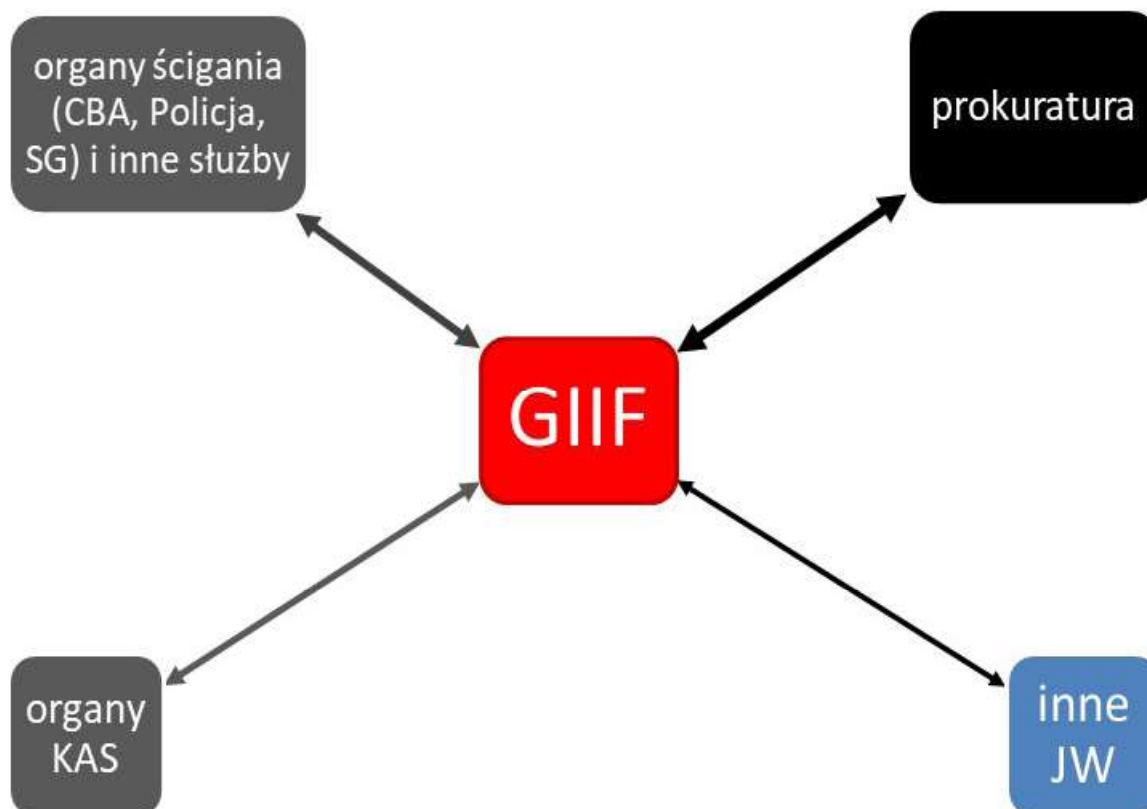 organy ścigania
(CBA, Policja,
SG) i inne służby
prokuratura
GIIF
organy
KAS
inne
JW